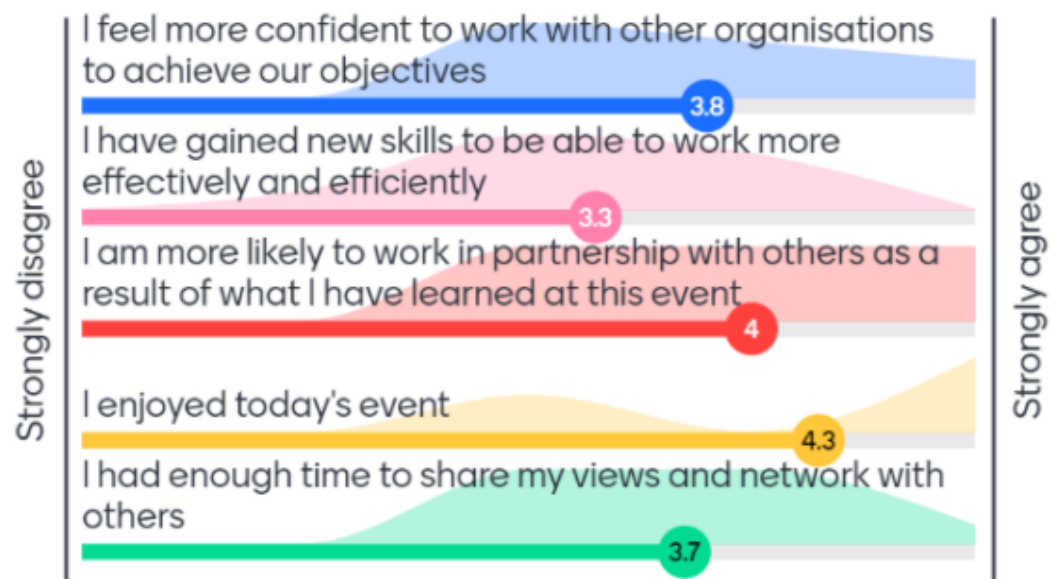 Strongly disagree
I feel more confident to work with other organisations
to achieve our objectives
3.8
I have gained new skills to be able to work more
effectively and efficiently
3.3
I am more likely to work in partnership with others as a
result of what I have learned at this event
4
I enjoyed today's event
4.3
I had enough time to share my views and network with
others
3.7
Strongly agree